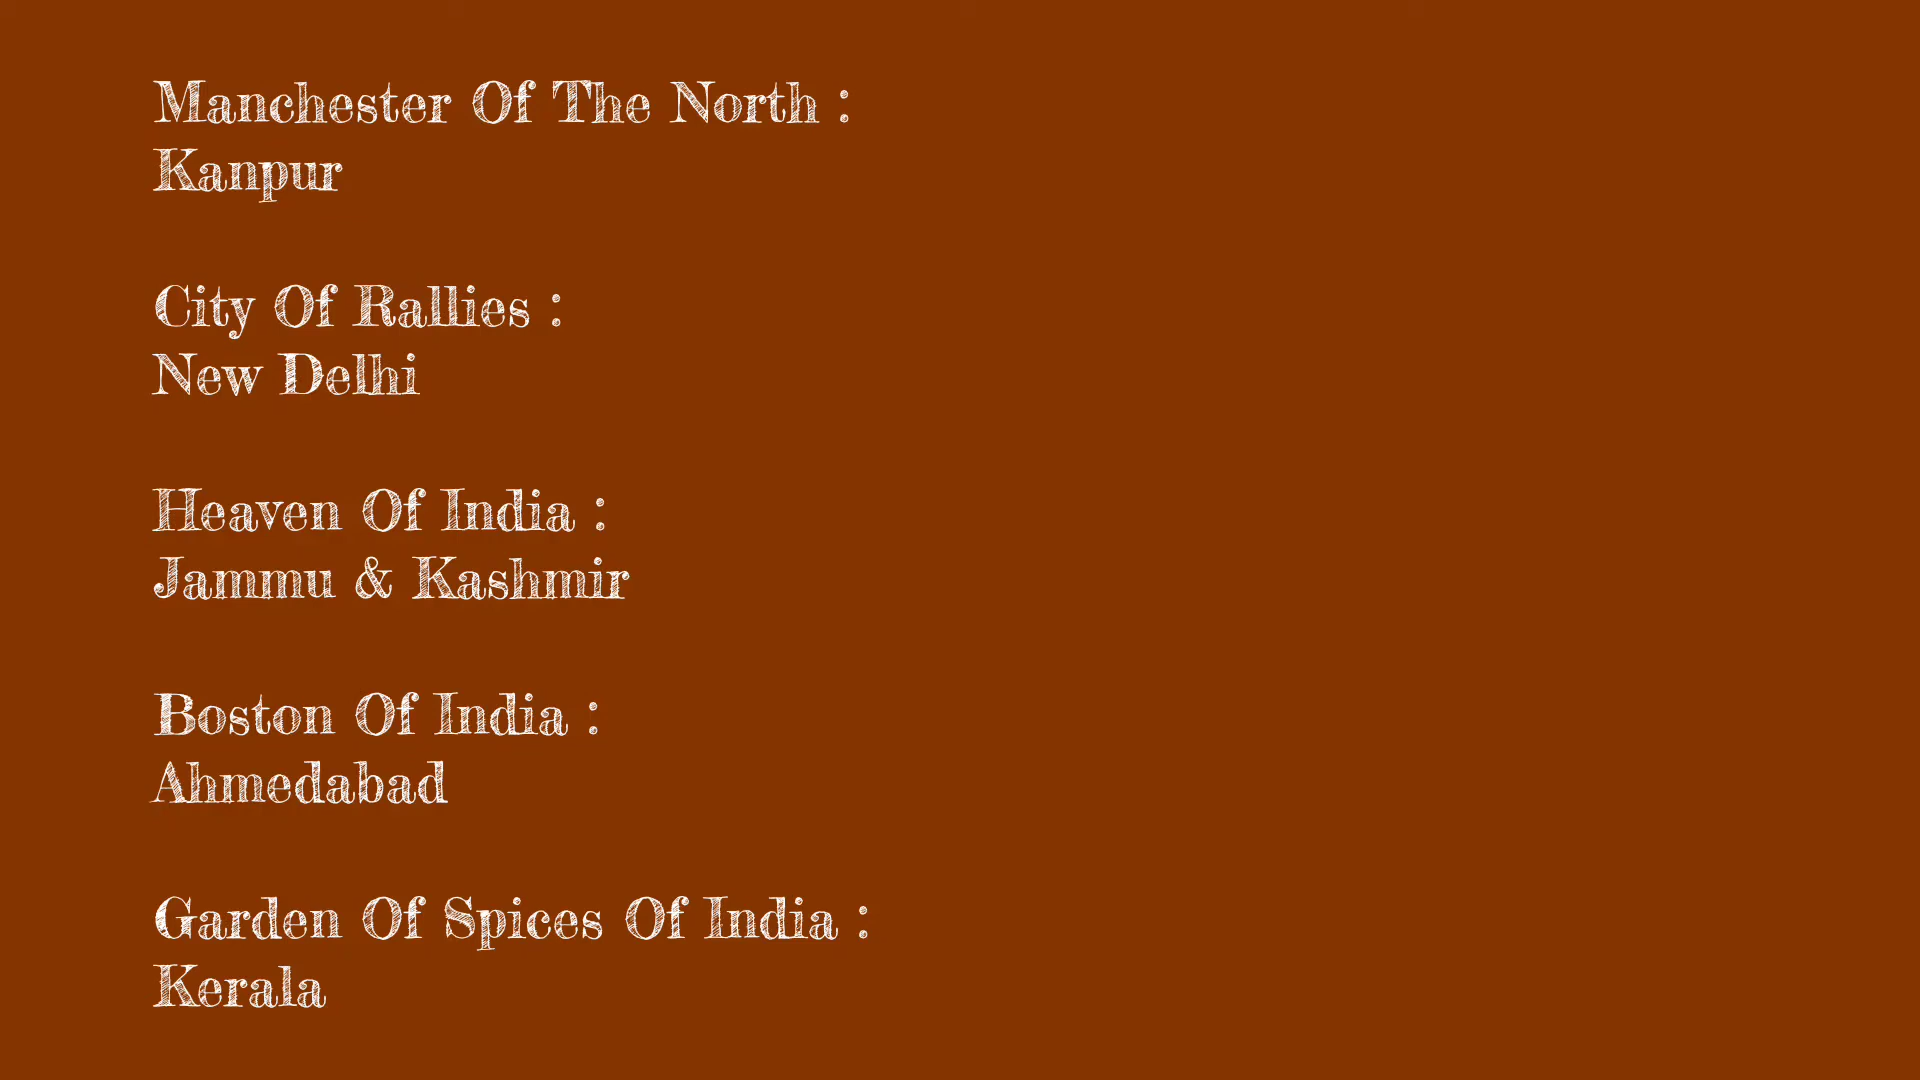 Manchester Of The North :
Kanpur
City Of Rallies :
New Delhi
Heaven Of India :
Jammu & Kashmir
Boston Of India :
Ahmedabad
Garden Of Spices Of India :
Kerala